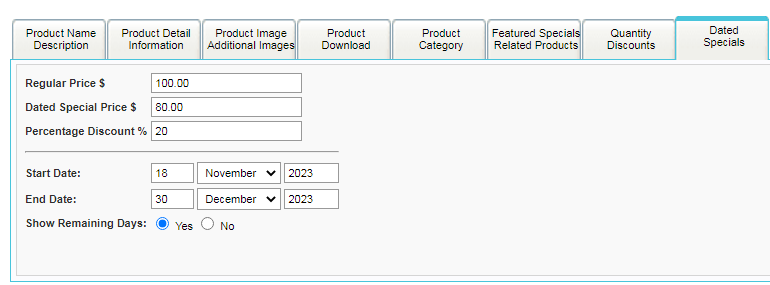 Product Name
Description
Product Detail
Information
Product Image
Additional Images
Product
Download
Product
Category
Featured Specials
Related Products
Quantity
Discounts
Dated
Specials
Regular Price $ 100.00
Dated Special Price $ 80.00
Percentage Discount % 20
Start Date: 18 November 2023
End Date: 30 December 2023
Show Remaining Days: Yes No